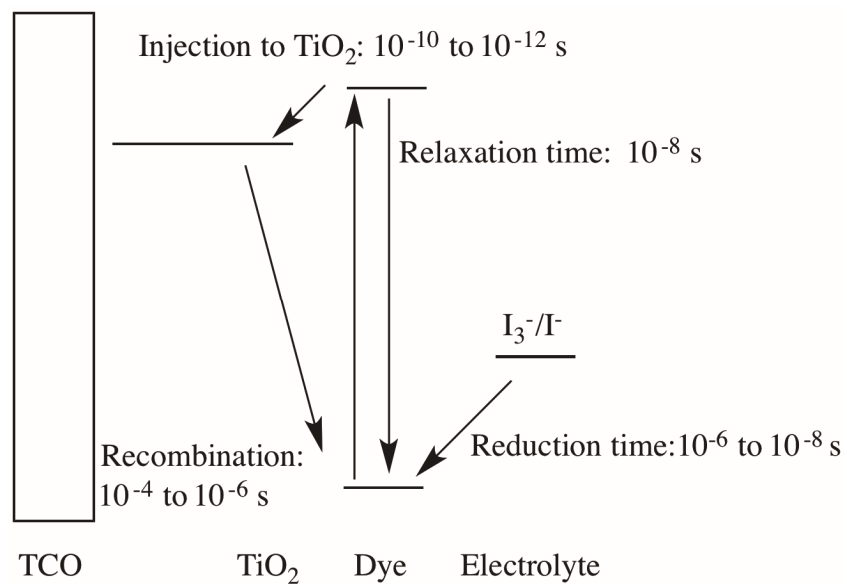 Injection to TiO₂: 10⁻¹⁰ to 10⁻¹² s
Relaxation time: 10⁻⁸ s
I₃⁻/I⁻
Reduction time:10⁻⁶ to 10⁻⁸ s
Recombination:
10⁻⁴ to 10⁻⁶ s
TCO TiO₂ Dye Electrolyte